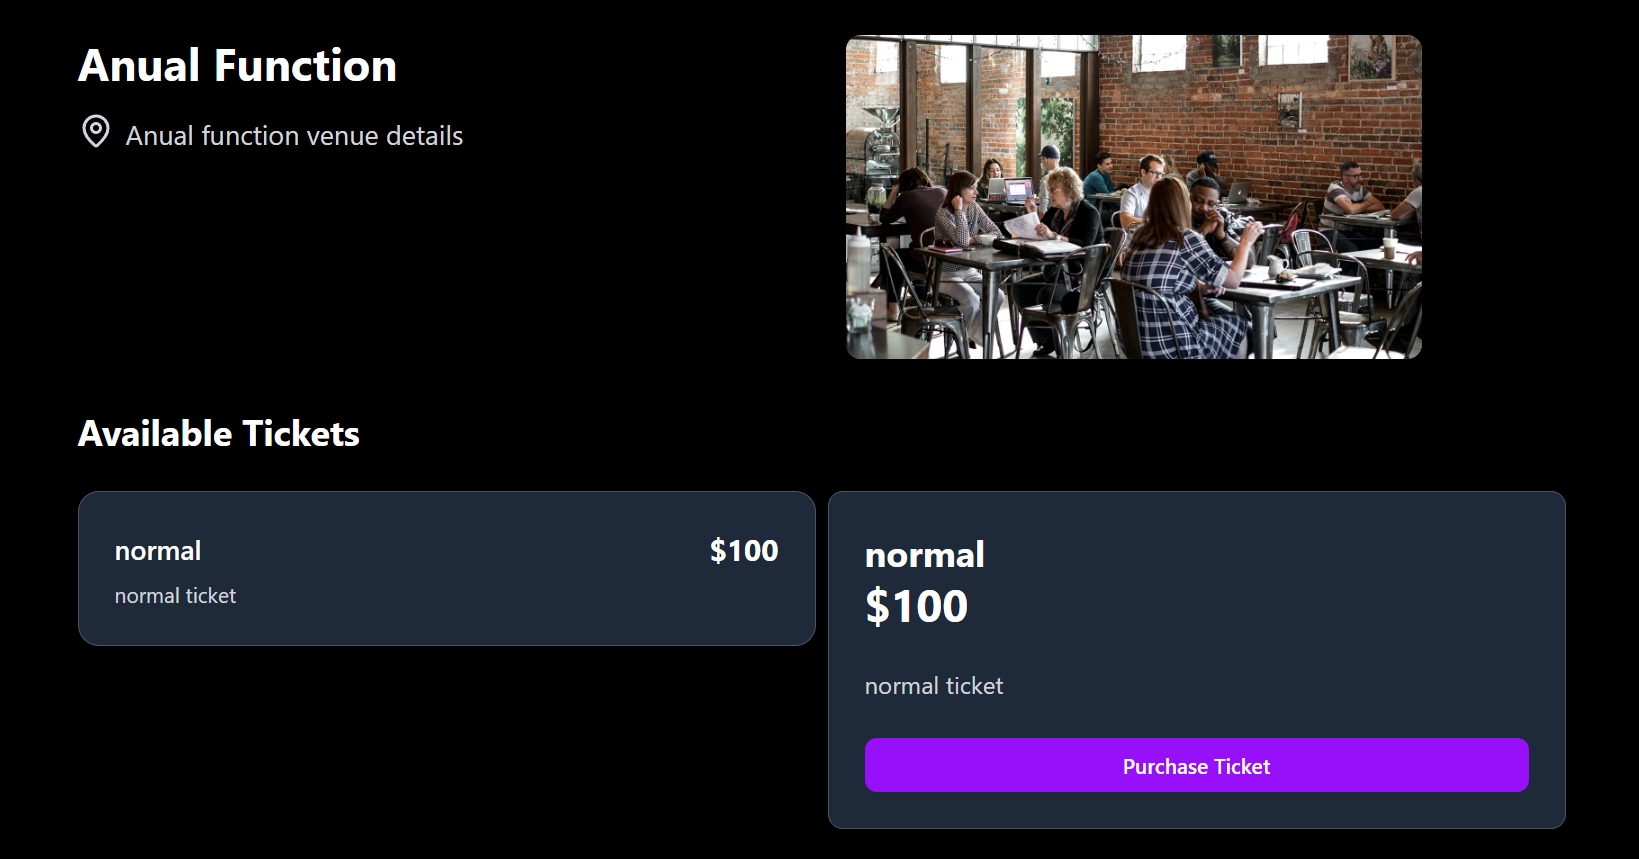 Anual Function
Anual function venue details
Available Tickets
normal
$100
normal ticket
normal
$100
normal ticket
Purchase Ticket